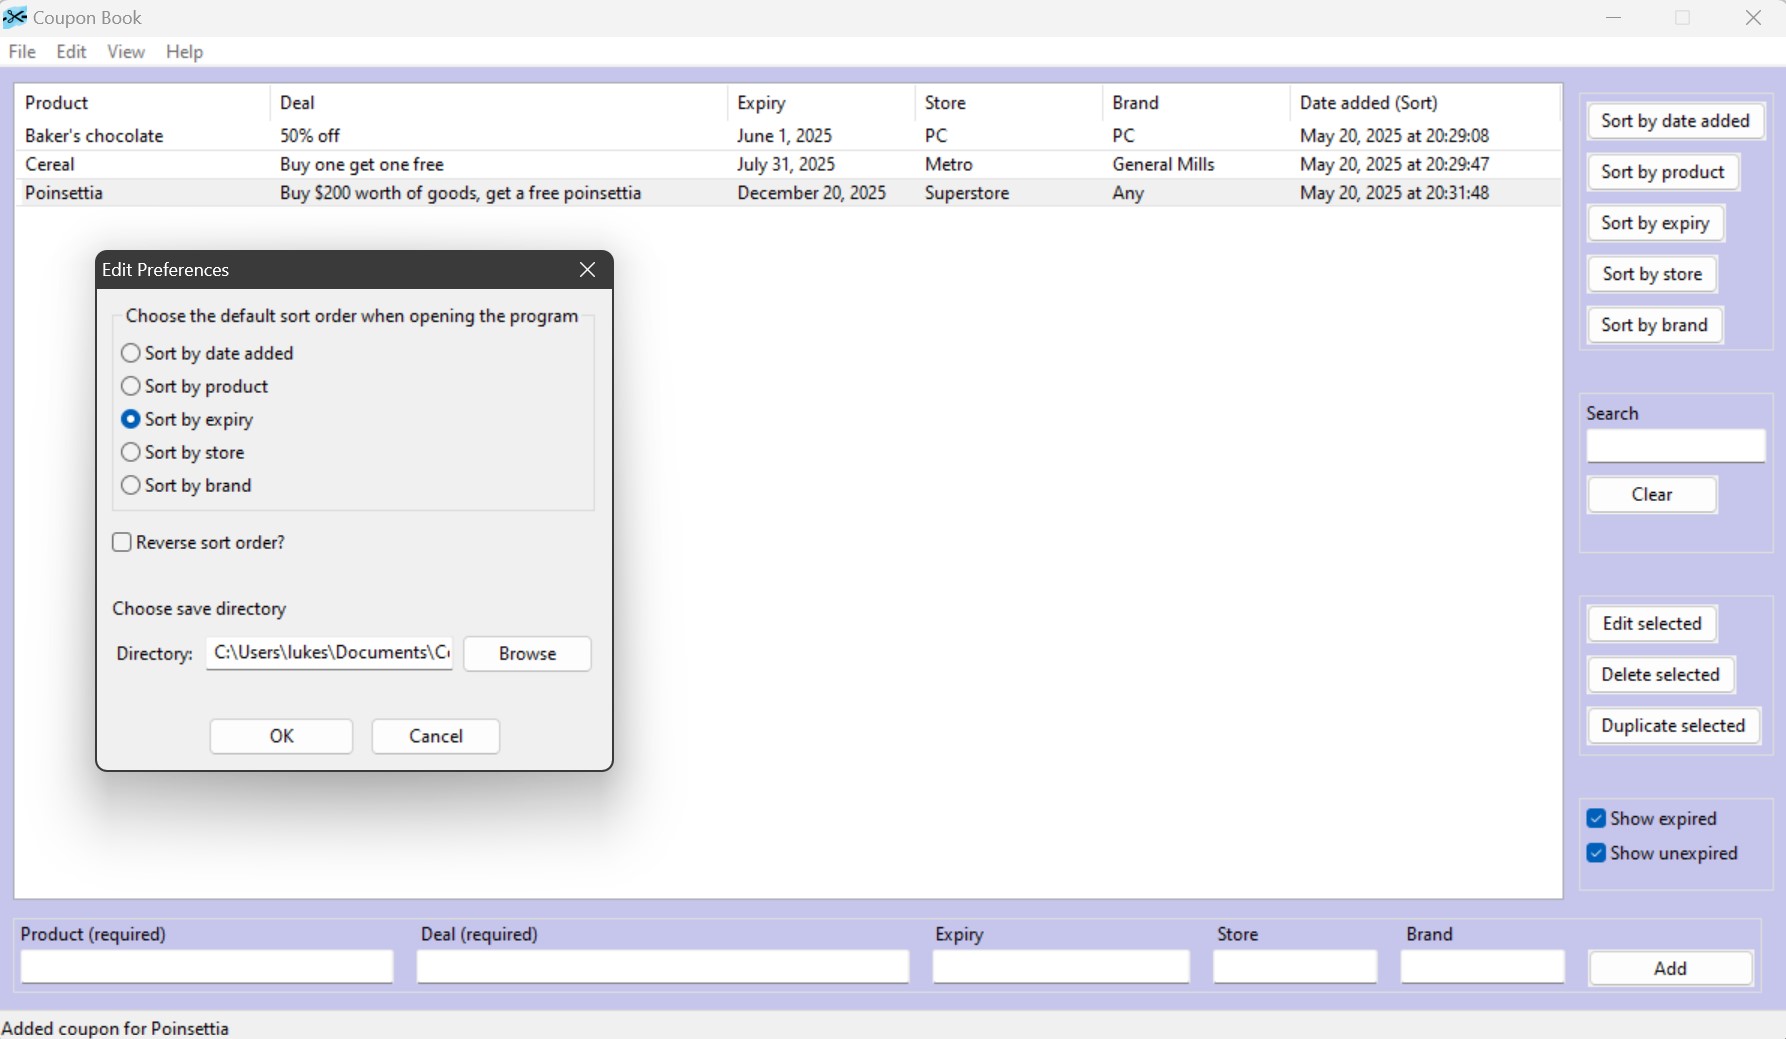 Coupon Book
File Edit View Help
Product Deal Expiry Store Brand Date added (Sort)
Baker's chocolate 50% off June 1, 2025 PC PC May 20, 2025 at 20:29:08
Cereal Buy one get one free July 31, 2025 Metro General Mills May 20, 2025 at 20:29:47
Poinsettia Buy $200 worth of goods, get a free poinsettia December 20, 2025 Superstore Any May 20, 2025 at 20:31:48
Edit Preferences
Choose the default sort order when opening the program
Sort by date added
Sort by product
Sort by expiry
Sort by store
Sort by brand
Reverse sort order?
Choose save directory
Directory: C:\Users\lukes\Documents\C Browse
OK Cancel
Sort by date added
Sort by product
Sort by expiry
Sort by store
Sort by brand
Search
Clear
Edit selected
Delete selected
Duplicate selected
Show expired
Show unexpired
Product (required) Deal (required) Expiry Store Brand
Add
Added coupon for Poinsettia